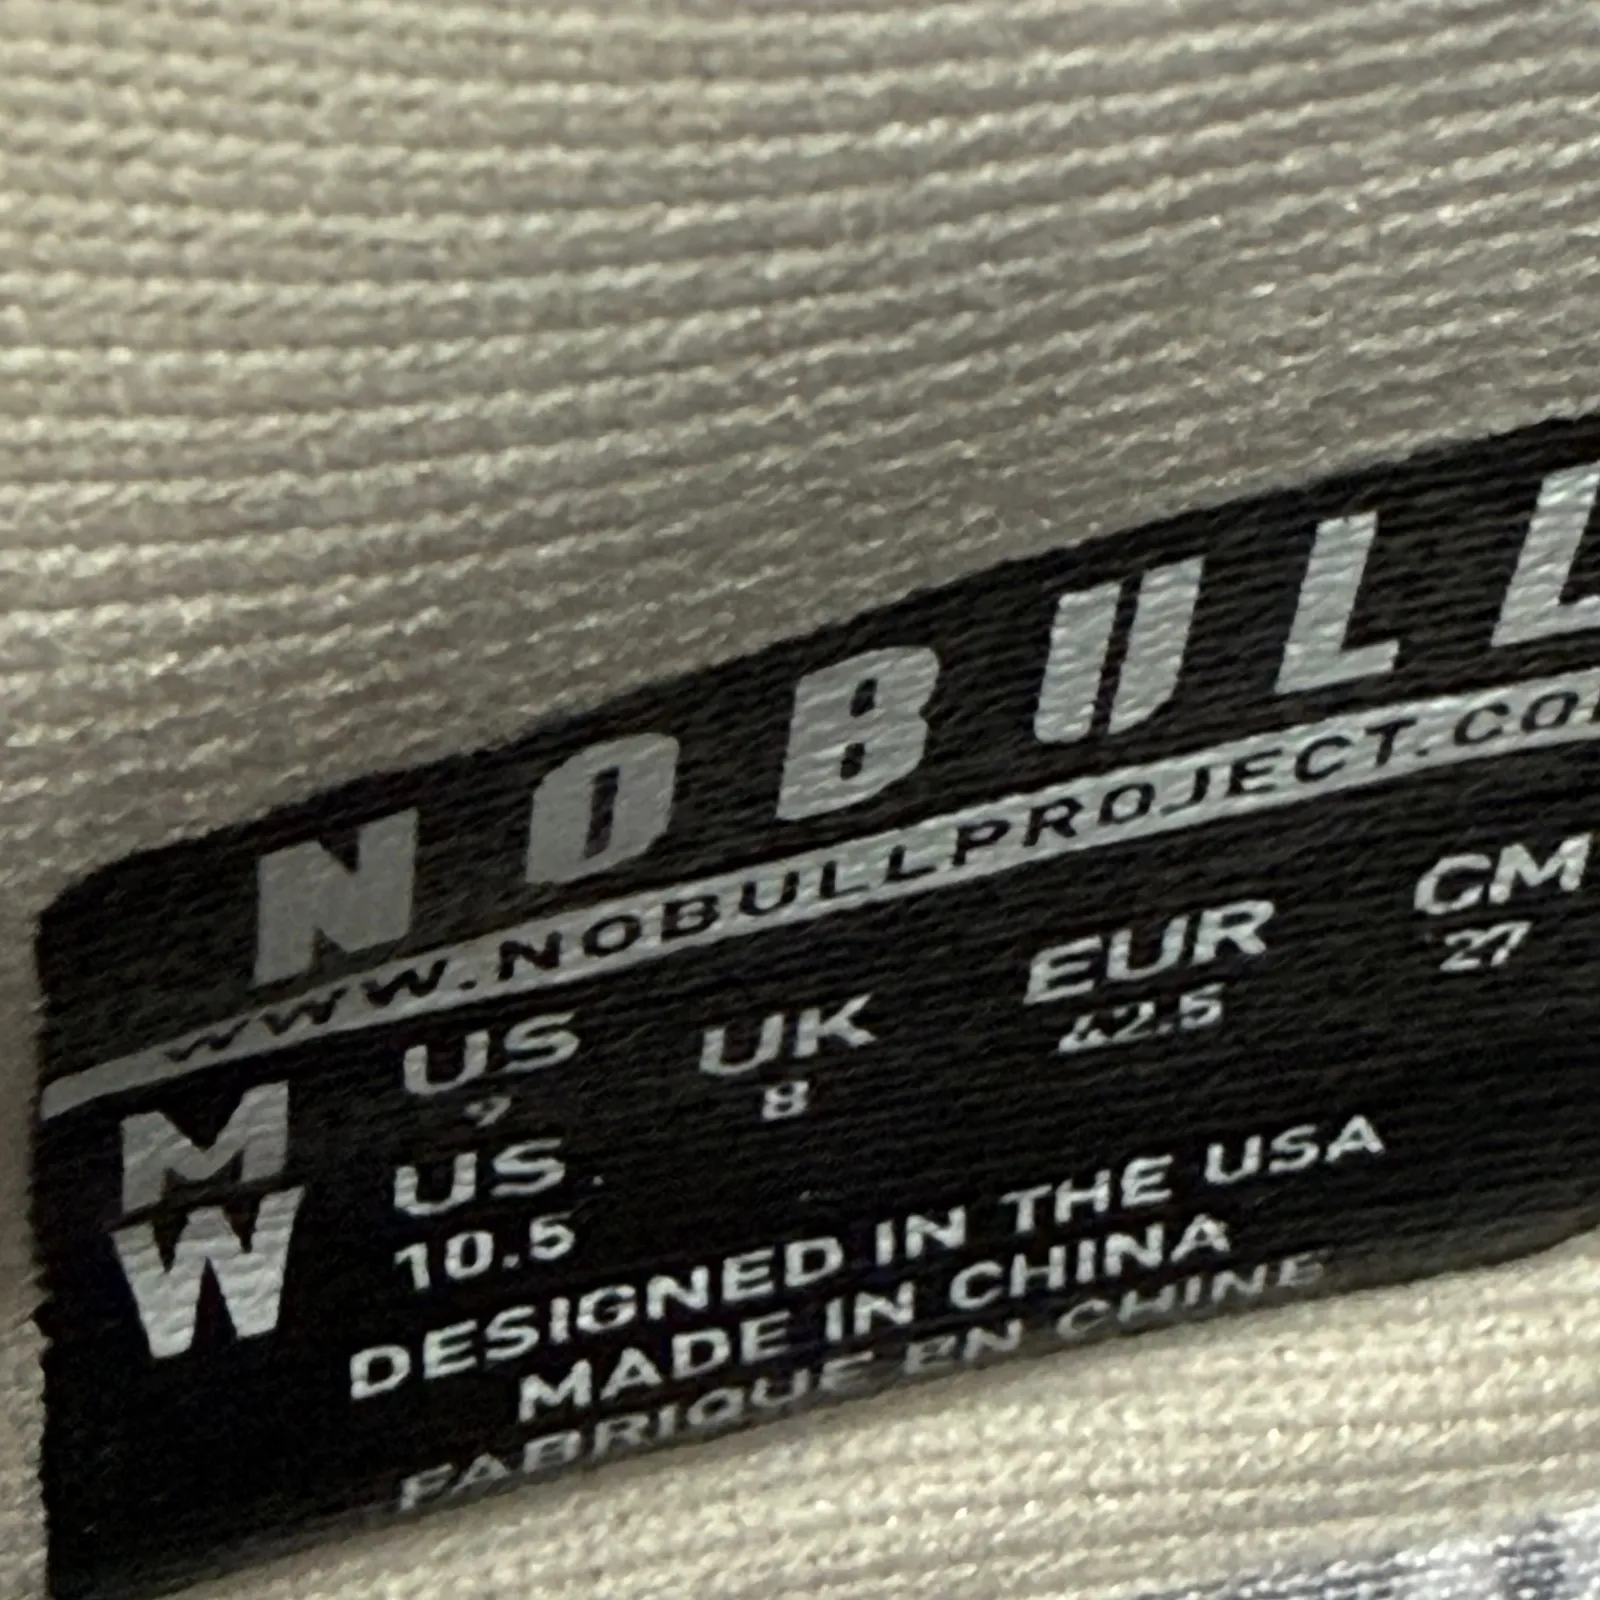 NOBULL
WWW.NOBULLPROJECT.CO
M US UK EUR CM
9 8 42.5 27
W US
10.5
DESIGNED IN THE USA
MADE IN CHINA
FABRIQUE EN CHINE